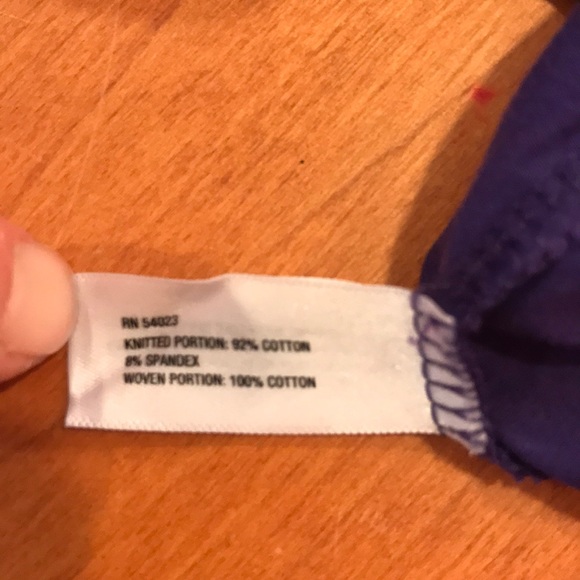 RN 54023
KNITTED PORTION: 92% COTTON
8% SPANDEX
WOVEN PORTION: 100% COTTON